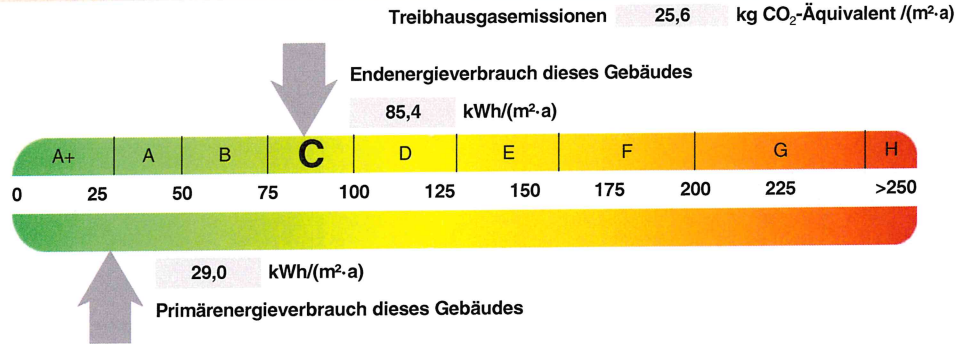 Treibhausgasemissionen 25,6 kg CO₂-Äquivalent /(m²·a)
Endenergieverbrauch dieses Gebäudes
85,4 kWh/(m²·a)
A+ A B C D E F G H
0 25 50 75 100 125 150 175 200 225 >250
29,0 kWh/(m²·a)
Primärenergieverbrauch dieses Gebäudes